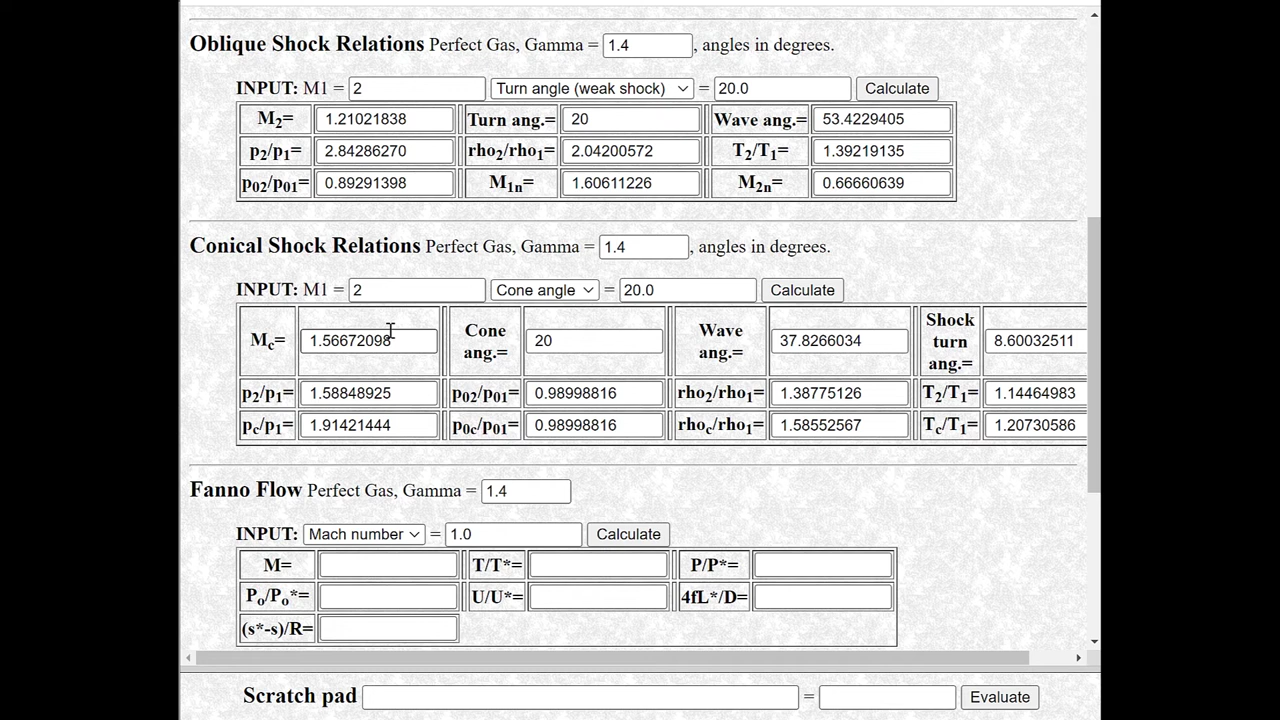 Oblique Shock Relations Perfect Gas, Gamma = 1.4 , angles in degrees.
INPUT: M1 = 2 Turn angle (weak shock) = 20.0 Calculate
M2= 1.21021838 Turn ang.= 20 Wave ang.= 53.4229405
p2/p1= 2.84286270 rho2/rho1= 2.04200572 T2/T1= 1.39219135
p02/p01= 0.89291398 M1n= 1.60611226 M2n= 0.66660639
Conical Shock Relations Perfect Gas, Gamma = 1.4 , angles in degrees.
INPUT: M1 = 2 Cone angle = 20.0 Calculate
Mc= 1.56672098 Cone ang.= 20 Wave ang.= 37.8266034 Shock turn ang.= 8.60032511
p2/p1= 1.58848925 p02/p01= 0.98998816 rho2/rho1= 1.38775126 T2/T1= 1.14464983
pc/p1= 1.91421444 p0c/p01= 0.98998816 rhoc/rho1= 1.58552567 Tc/T1= 1.20730586
Fanno Flow Perfect Gas, Gamma = 1.4
INPUT: Mach number = 1.0 Calculate
M= T/T*= P/P*=
Po/Po*= U/U*= 4fL*/D=
(s*-s)/R=
Scratch pad = Evaluate